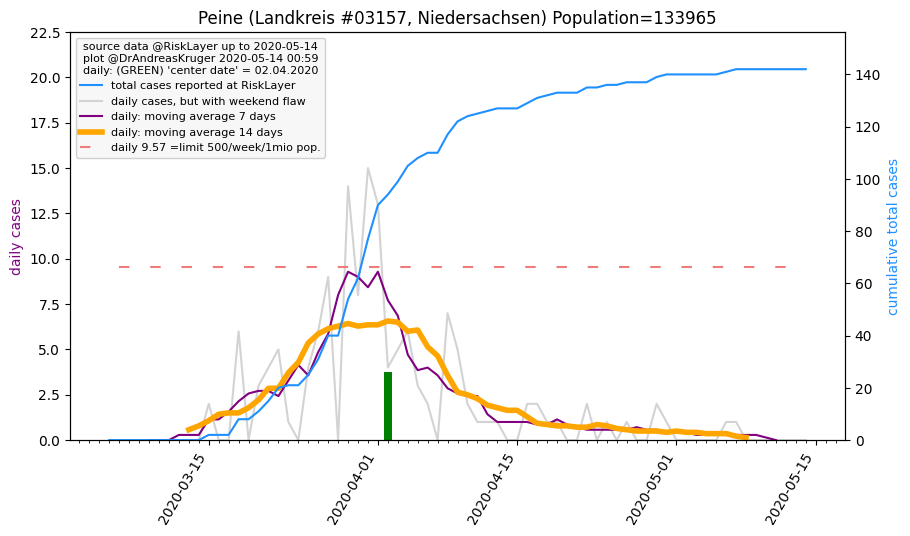 Peine (Landkreis #03157, Niedersachsen) Population=133965
source data @RiskLayer up to 2020-05-14
plot @DrAndreasKruger 2020-05-14 00:59
daily: (GREEN) 'center date' = 02.04.2020
total cases reported at RiskLayer
daily cases, but with weekend flaw
daily: moving average 7 days
daily: moving average 14 days
daily 9.57 =limit 500/week/1mio pop.
daily cases
22.5
20.0
17.5
15.0
12.5
10.0
7.5
5.0
2.5
0.0
140
120
100
80
60
40
20
0
cumulative total cases
2020-03-15
2020-04-01
2020-04-15
2020-05-01
2020-05-15